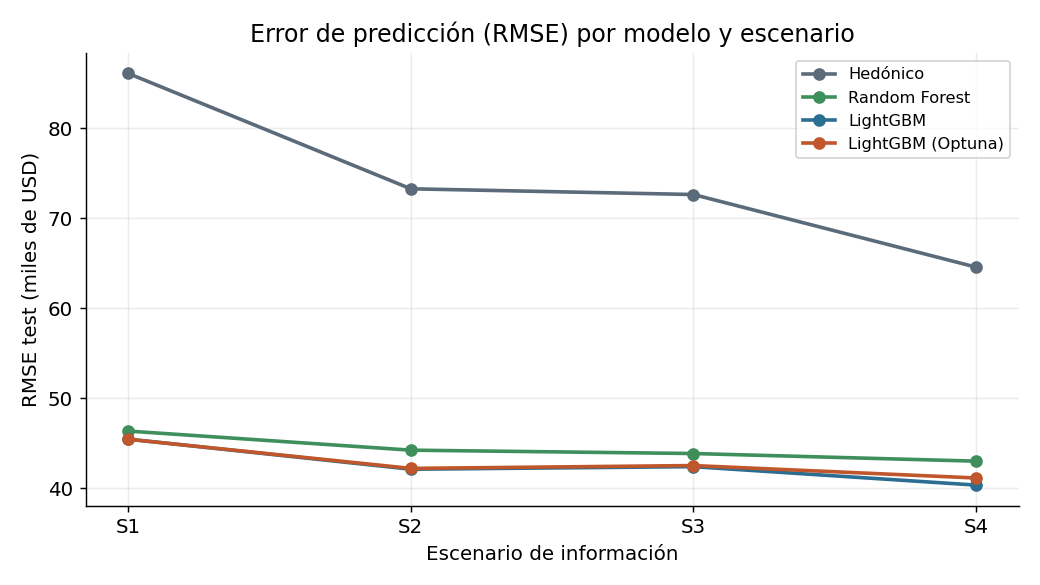 Error de predicción (RMSE) por modelo y escenario
Hedónico
Random Forest
LightGBM
LightGBM (Optuna)
RMSE test (miles de USD)
80
70
60
50
40
S1
S2
S3
S4
Escenario de información